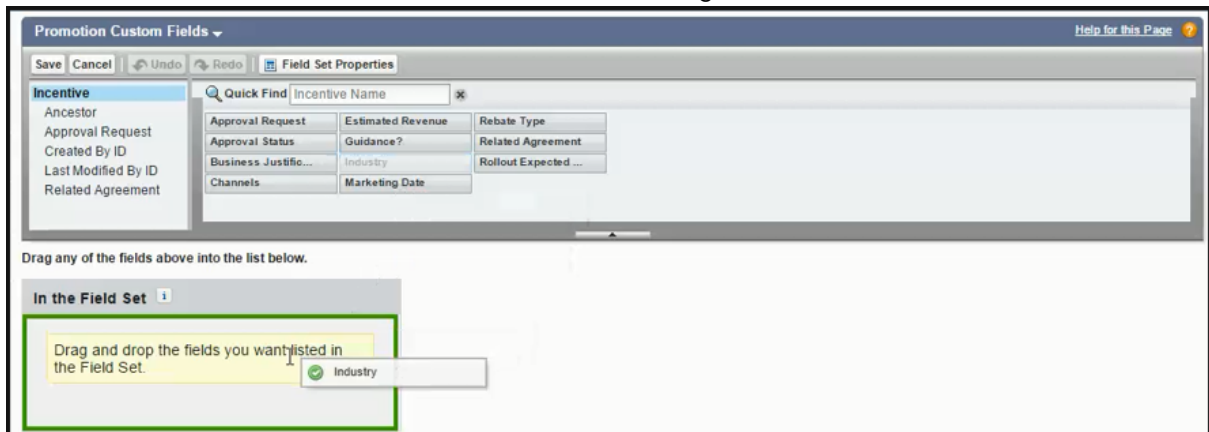 Promotion Custom Fields
Help for this Page
Save Cancel Undo Redo Field Set Properties
Incentive
Ancestor
Approval Request
Created By ID
Last Modified By ID
Related Agreement
Quick Find Incentive Name
Approval Request Estimated Revenue Rebate Type
Approval Status Guidance? Related Agreement
Business Justific... Industry Rollout Expected ...
Channels Marketing Date
Drag any of the fields above into the list below.
In the Field Set i
Drag and drop the fields you want listed in
the Field Set.
Industry